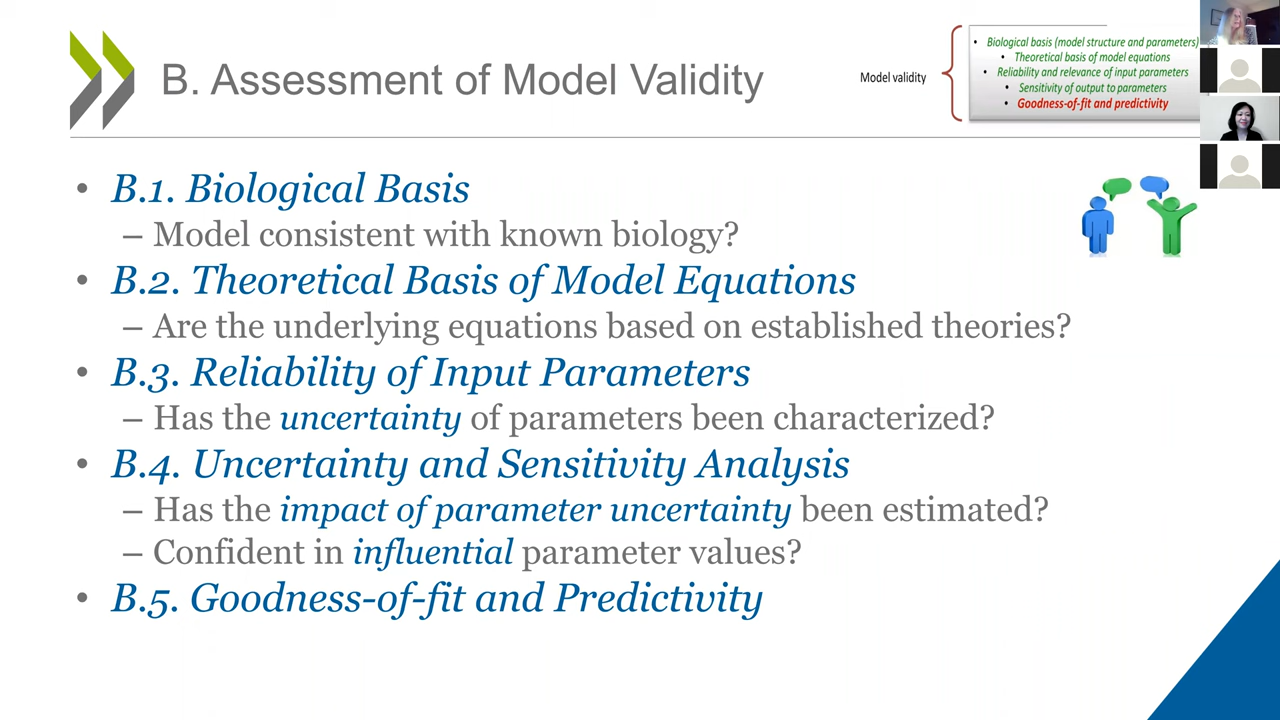 B. Assessment of Model Validity
Model validity
• Biological basis (model structure and parameters)
• Theoretical basis of model equations
• Reliability and relevance of input parameters
• Sensitivity of output to parameters
• Goodness-of-fit and predictivity
• B.1. Biological Basis
– Model consistent with known biology?
• B.2. Theoretical Basis of Model Equations
– Are the underlying equations based on established theories?
• B.3. Reliability of Input Parameters
– Has the uncertainty of parameters been characterized?
• B.4. Uncertainty and Sensitivity Analysis
– Has the impact of parameter uncertainty been estimated?
– Confident in influential parameter values?
• B.5. Goodness-of-fit and Predictivity